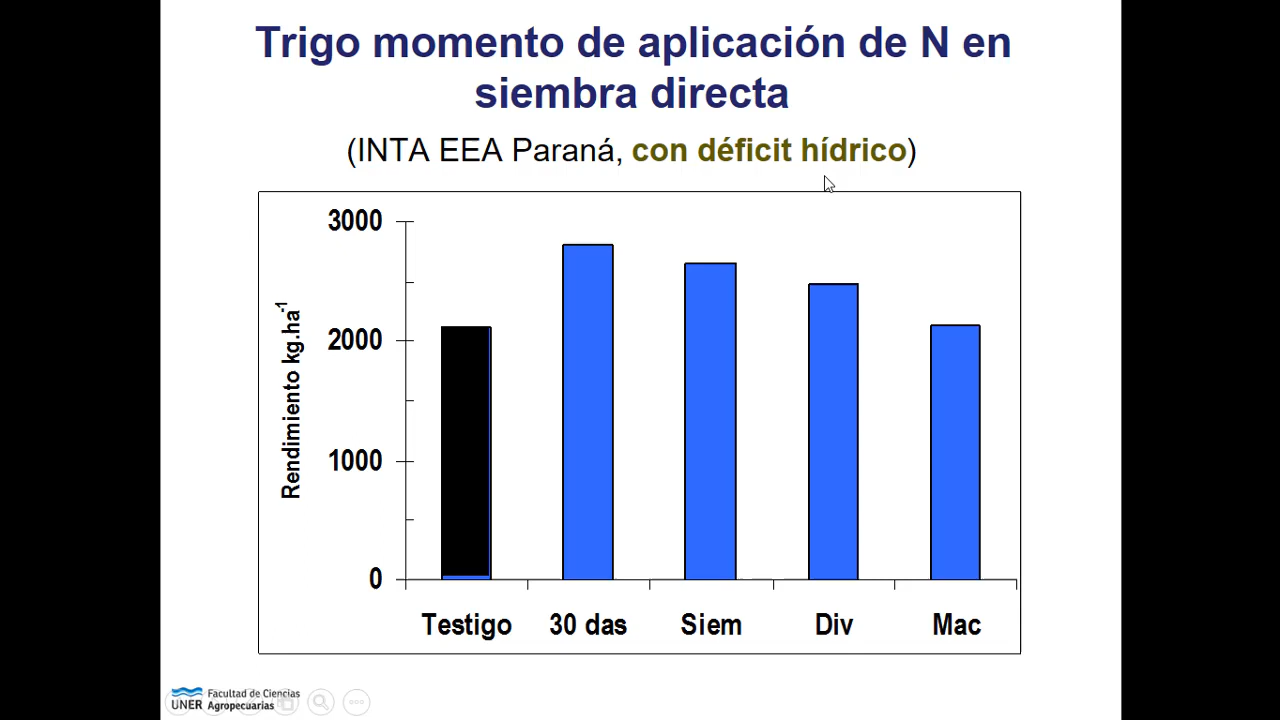 Trigo momento de aplicación de N en
siembra directa
(INTA EEA Paraná, con déficit hídrico)
3000
2000
1000
0
Rendimiento kg.ha-1
Testigo 30 das Siem Div Mac
UNER Facultad de Ciencias
Agropecuarias